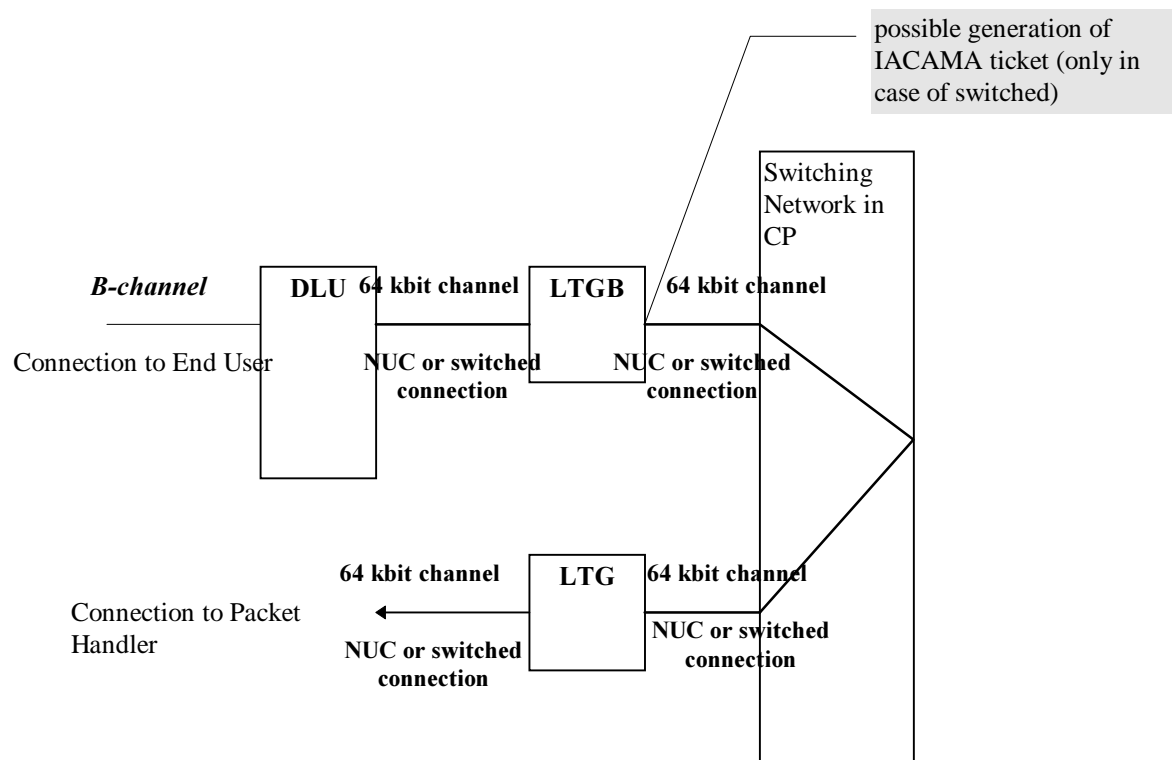 possible generation of
IACAMA ticket (only in
case of switched)
Switching
Network in
CP
B-channel
DLU
64 kbit channel
LTGB
64 kbit channel
Connection to End User
NUC or switched
connection
NUC or switched
connection
64 kbit channel
LTG
64 kbit channel
Connection to Packet
Handler
NUC or switched
connection
NUC or switched
connection